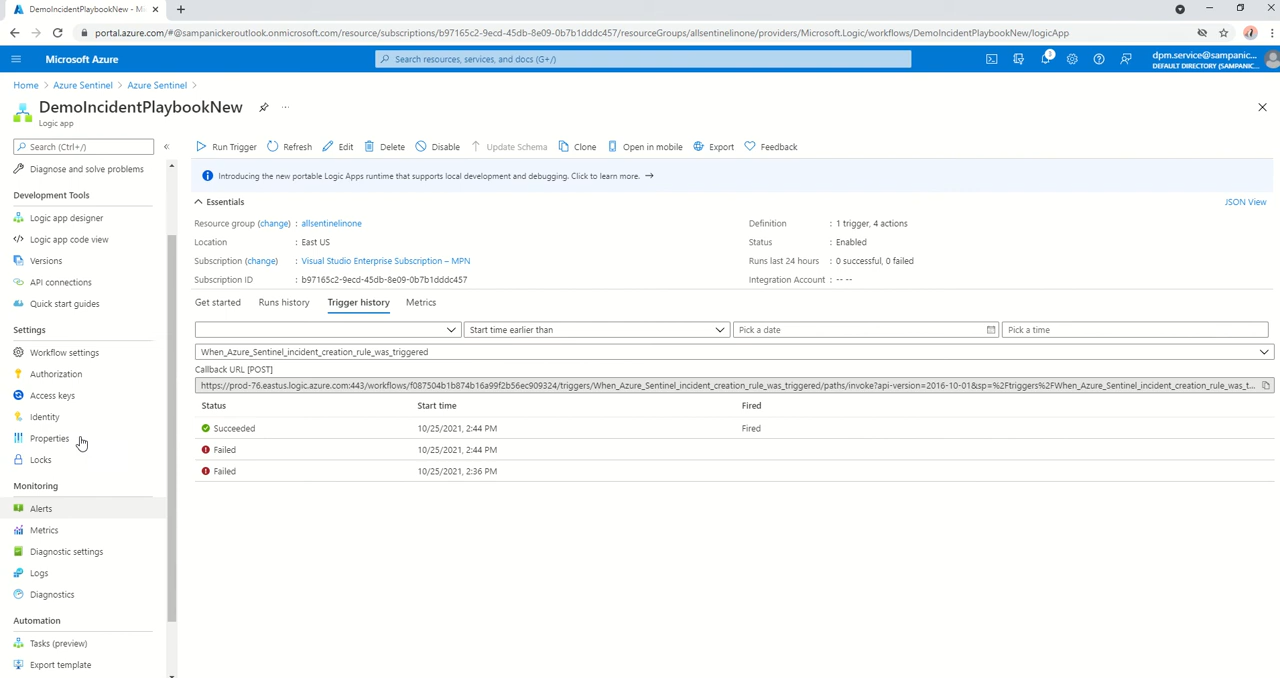 DemoIncidentPlaybookNew - Mi
portal.azure.com/#@sampanickeroutlook.onmicrosoft.com/resource/subscriptions/b97165c2-9ecd-45db-8e09-0b7b1dddc457/resourceGroups/allsentinelinone/providers/Microsoft.Logic/workflows/DemoIncidentPlaybookNew/logicApp
Microsoft Azure
Search resources, services, and docs (G+/)
1
dpm.service@sampanic...
DEFAULT DIRECTORY (SAMPANIC...
Home > Azure Sentinel > Azure Sentinel >
DemoIncidentPlaybookNew ...
Logic app
Search (Ctrl+/)
«
Diagnose and solve problems
Development Tools
Logic app designer
Logic app code view
Versions
API connections
Quick start guides
Settings
Workflow settings
Authorization
Access keys
Identity
Properties
Locks
Monitoring
Alerts
Metrics
Diagnostic settings
Logs
Diagnostics
Automation
Tasks (preview)
Export template
Run Trigger Refresh Edit Delete Disable Update Schema Clone Open in mobile Export Feedback
Introducing the new portable Logic Apps runtime that supports local development and debugging. Click to learn more. →
Essentials JSON View
Resource group (change) : allsentinelinone Definition : 1 trigger, 4 actions
Location : East US Status : Enabled
Subscription (change) : Visual Studio Enterprise Subscription – MPN Runs last 24 hours : 0 successful, 0 failed
Subscription ID : b97165c2-9ecd-45db-8e09-0b7b1dddc457 Integration Account : -- --
Get started Runs history Trigger history Metrics
Start time earlier than Pick a date Pick a time
When_Azure_Sentinel_incident_creation_rule_was_triggered
Callback URL [POST]
https://prod-76.eastus.logic.azure.com:443/workflows/f087504b1b874b16a99f2b56ec909324/triggers/When_Azure_Sentinel_incident_creation_rule_was_triggered/paths/invoke?api-version=2016-10-01&sp=%2Ftriggers%2FWhen_Azure_Sentinel_incident_creation_rule_was_t...
Status Start time Fired
Succeeded 10/25/2021, 2:44 PM Fired
Failed 10/25/2021, 2:44 PM
Failed 10/25/2021, 2:36 PM